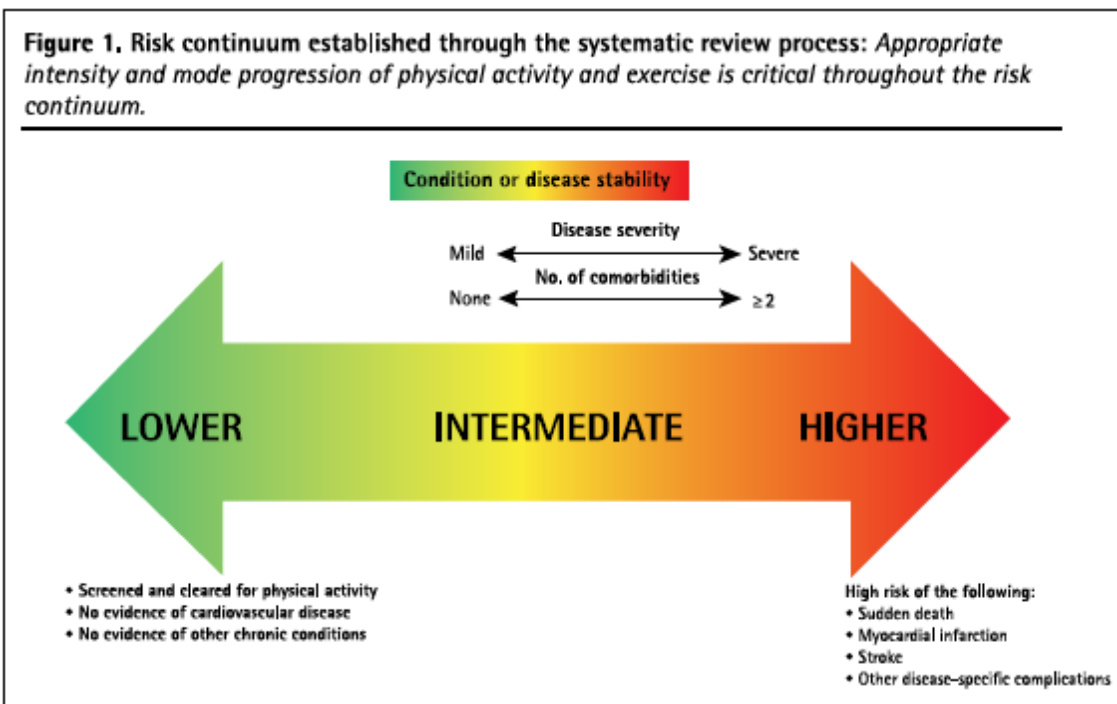 Figure 1. Risk continuum established through the systematic review process: Appropriate
intensity and mode progression of physical activity and exercise is critical throughout the risk
continuum.
Condition or disease stability
Disease severity
Mild
Severe
No. of comorbidities
None
≥2
LOWER
INTERMEDIATE
HIGHER
• Screened and cleared for physical activity
• No evidence of cardiovascular disease
• No evidence of other chronic conditions
High risk of the following:
• Sudden death
• Myocardial infarction
• Stroke
• Other disease–specific complications